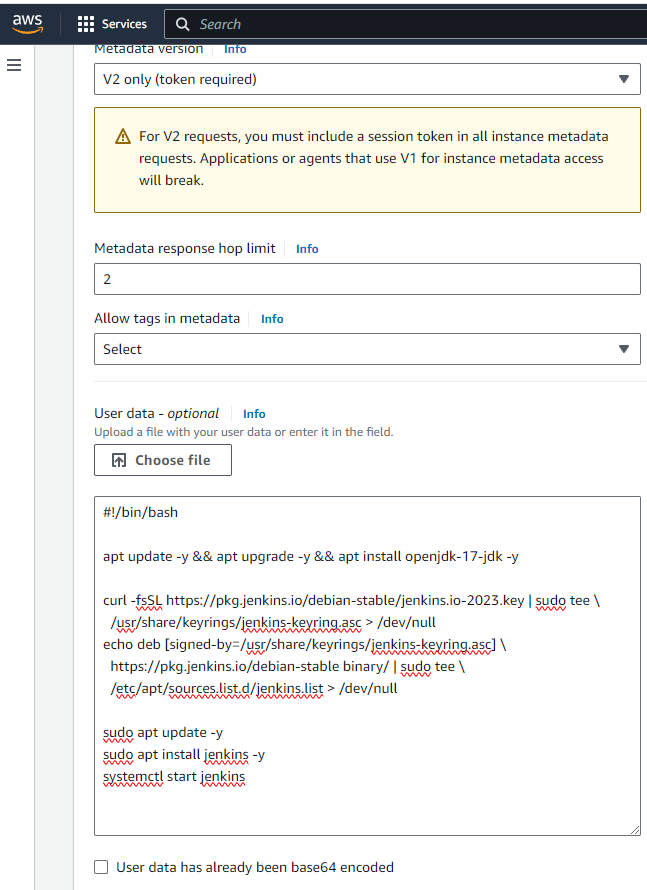 aws Services Search
Metadata version Info
V2 only (token required)
For V2 requests, you must include a session token in all instance metadata
requests. Applications or agents that use V1 for instance metadata access
will break.
Metadata response hop limit Info
2
Allow tags in metadata Info
Select
User data - optional Info
Upload a file with your user data or enter it in the field.
Choose file
#!/bin/bash
apt update -y && apt upgrade -y && apt install openjdk-17-jdk -y
curl -fsSL https://pkg.jenkins.io/debian-stable/jenkins.io-2023.key | sudo tee \
/usr/share/keyrings/jenkins-keyring.asc > /dev/null
echo deb [signed-by=/usr/share/keyrings/jenkins-keyring.asc] \
https://pkg.jenkins.io/debian-stable binary/ | sudo tee \
/etc/apt/sources.list.d/jenkins.list > /dev/null
sudo apt update -y
sudo apt install jenkins -y
systemctl start jenkins
User data has already been base64 encoded